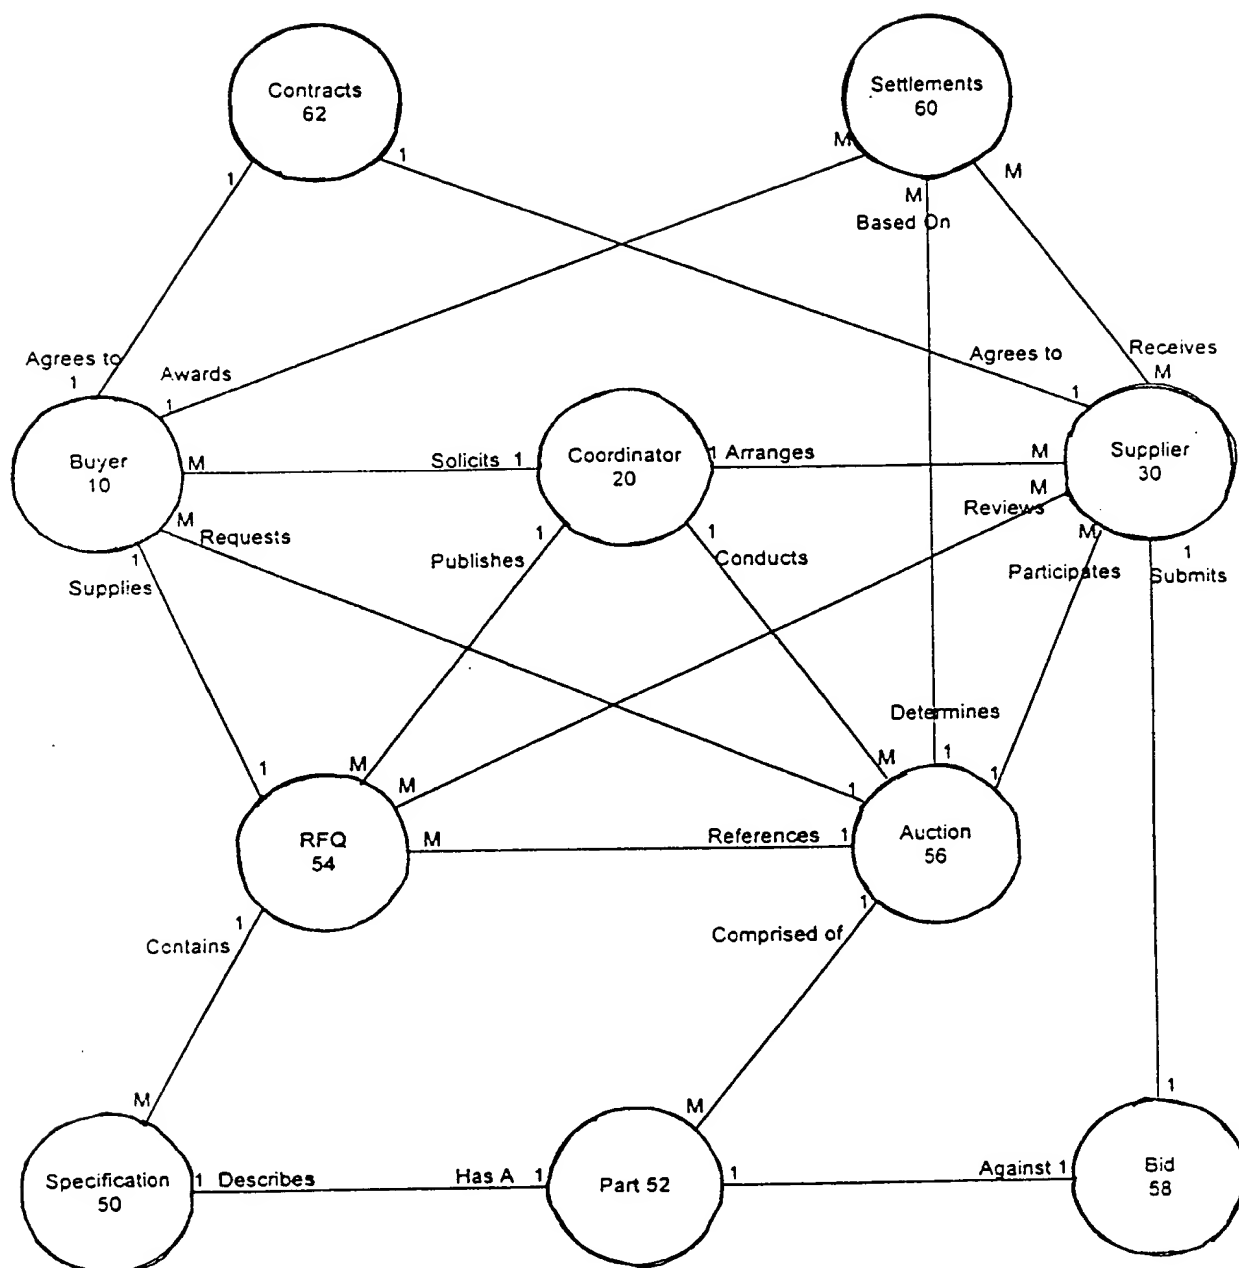 Contracts
62
Settlements
60
1
1
M
M
M
Based On
Agrees to
1
Awards
1
Agrees to
1
Receives
M
Buyer
10
M
Solicits 1
Coordinator
20
1 Arranges
M
Supplier
30
M
Requests
1
Supplies
1
Publishes
1
Conducts
M
Reviews
M
Participates
1
Submits
Determines
1
M
M
M
1
1
1
RFQ
54
M
References 1
Auction
56
1
Contains
1
Comprised of
M
M
1
Specification
50
1 Describes
Has A 1
Part 52
1
Against 1
Bid
58